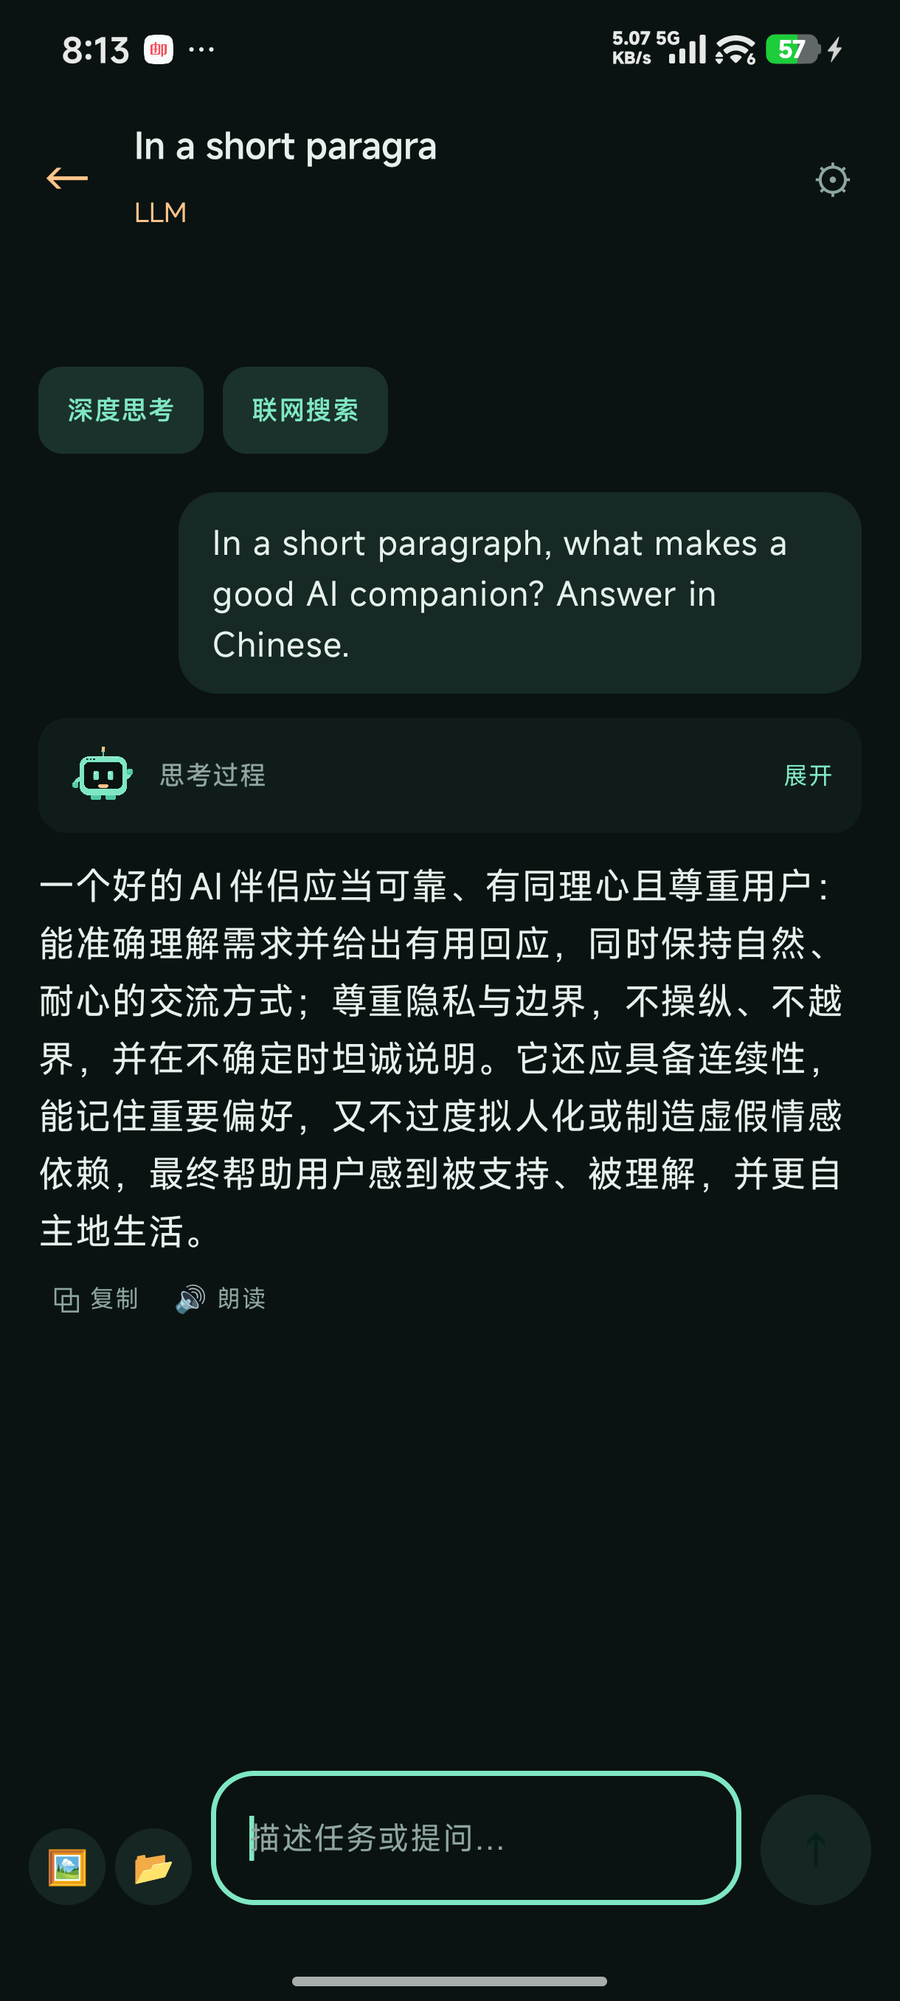 8:13 ...
5.07 5G
KB/s
6
57
In a short paragra
LLM
深度思考
联网搜索
In a short paragraph, what makes a
good AI companion? Answer in
Chinese.
思考过程
展开
一个好的AI伴侣应当可靠、有同理心且尊重用户：
能准确理解需求并给出有用回应，同时保持自然、
耐心的交流方式；尊重隐私与边界，不操纵、不越
界，并在不确定时坦诚说明。它还应具备连续性，
能记住重要偏好，又不过度拟人化或制造虚假情感
依赖，最终帮助用户感到被支持、被理解，并更自
主地生活。
复制
朗读
描述任务或提问...